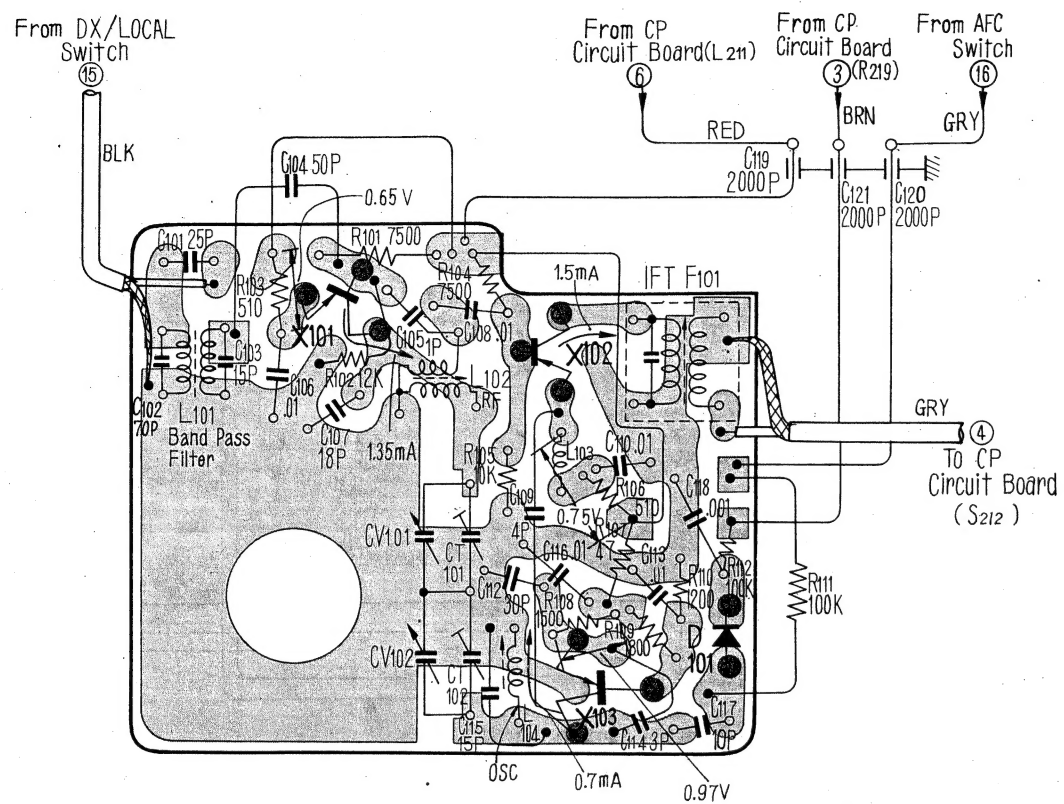 From DX/LOCAL
Switch
15
BLK
From CP
Circuit Board(L211)
6
RED
From CP
Circuit Board
3 (R219)
BRN
From AFC
Switch
16
GRY
C119
2000P
C121
2000P
C120
2000P
C104 50P
0.65 V
C101 25P
R101 7500
R103
510
R104
7500
X101
C105 1P
C108 .01
1.5mA
IFT F101
X102
C103
15P
C102
70P
L101
Band Pass
Filter
C106
.01
R102 12K
C107
18P
L102
RF
1.35mA
GRY
4
To CP
Circuit Board
(S212)
R105
10K
L103
C110 .01
R106
510
C118
.001
C109
4P
0.75V
47
CV101
CT
101
C116 .01
C113
.01
C112
30P
R108
1500
R110
1200
R112
100K
R111
100K
R109
D
101
CV102
CT
102
C115
15P
L
104
X103
C114 3P
C117
10P
OSC
0.7mA
0.97V